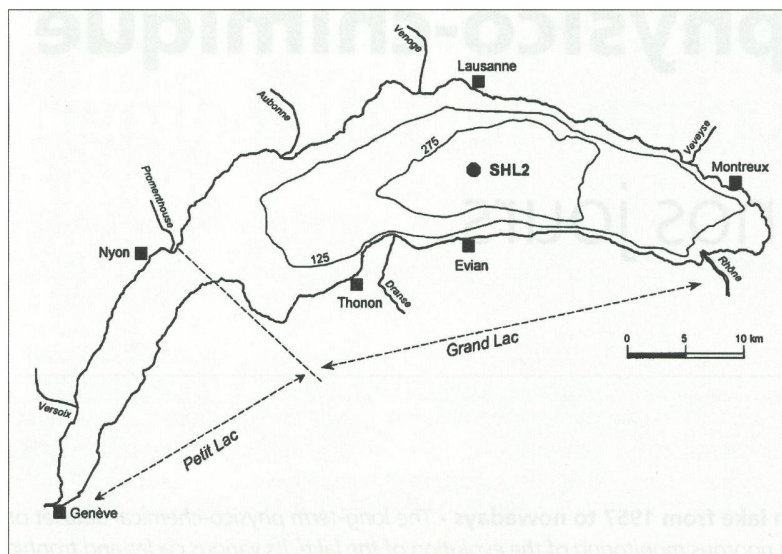 physico-chimique
nos jours
Venoge
Lausanne
Aubonne
Veveyse
275
SHL2
Montreux
Promenthouse
Nyon
125
Evian
Rhône
Thonon
Dranse
Grand Lac
0 5 10 km
Petit Lac
Versoix
Genève
lake from 1957 to nowadays • The long-term physico-chemical